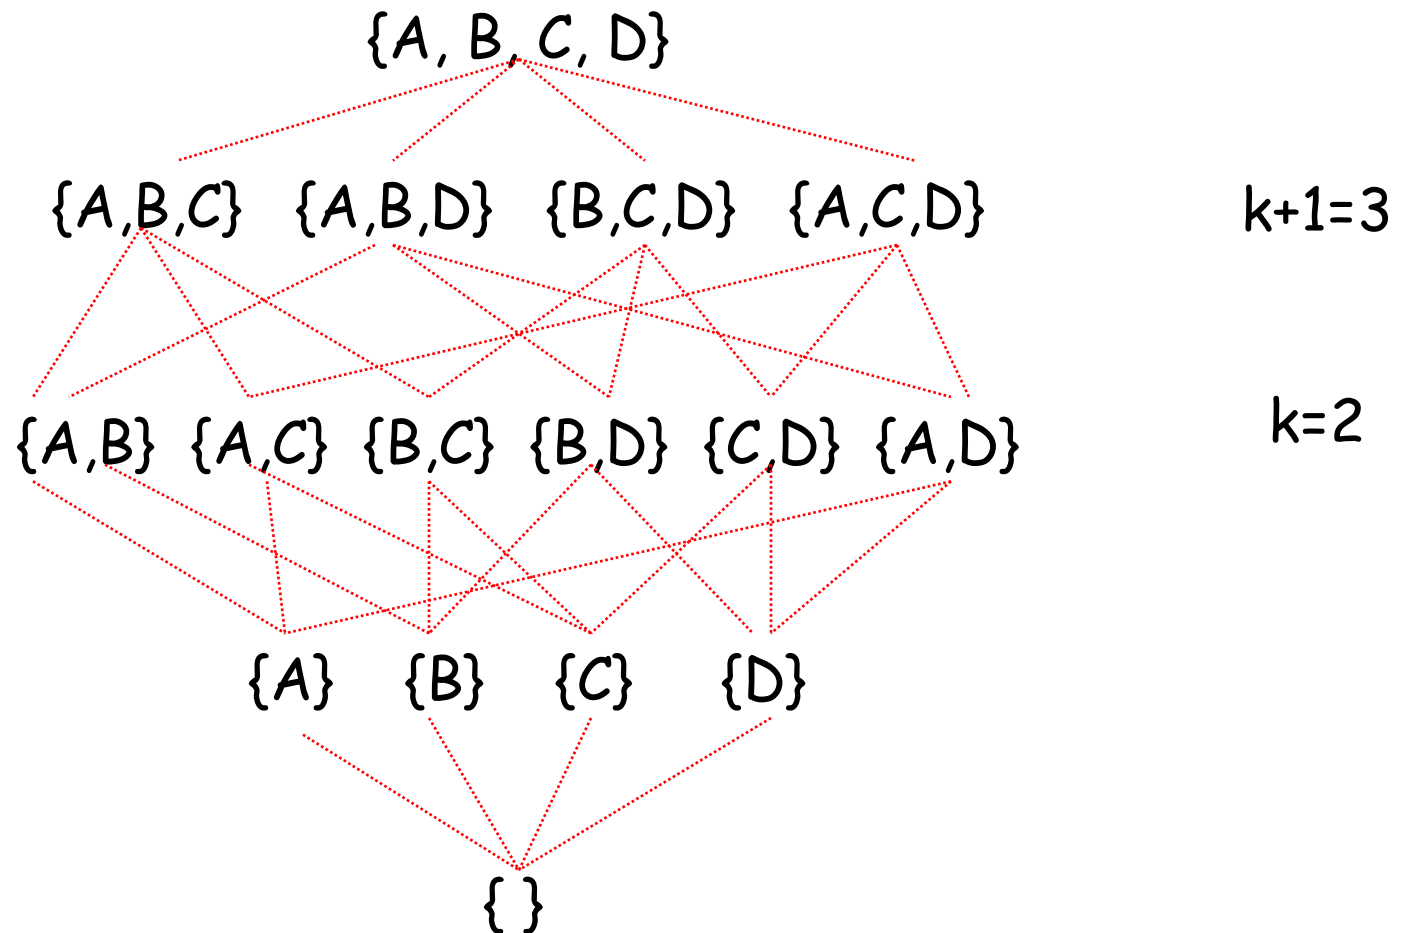 {A, B, C, D}
{A,B,C} {A,B,D} {B,C,D} {A,C,D} k+1=3
{A,B} {A,C} {B,C} {B,D} {C,D} {A,D} k=2
{A} {B} {C} {D}
{ }